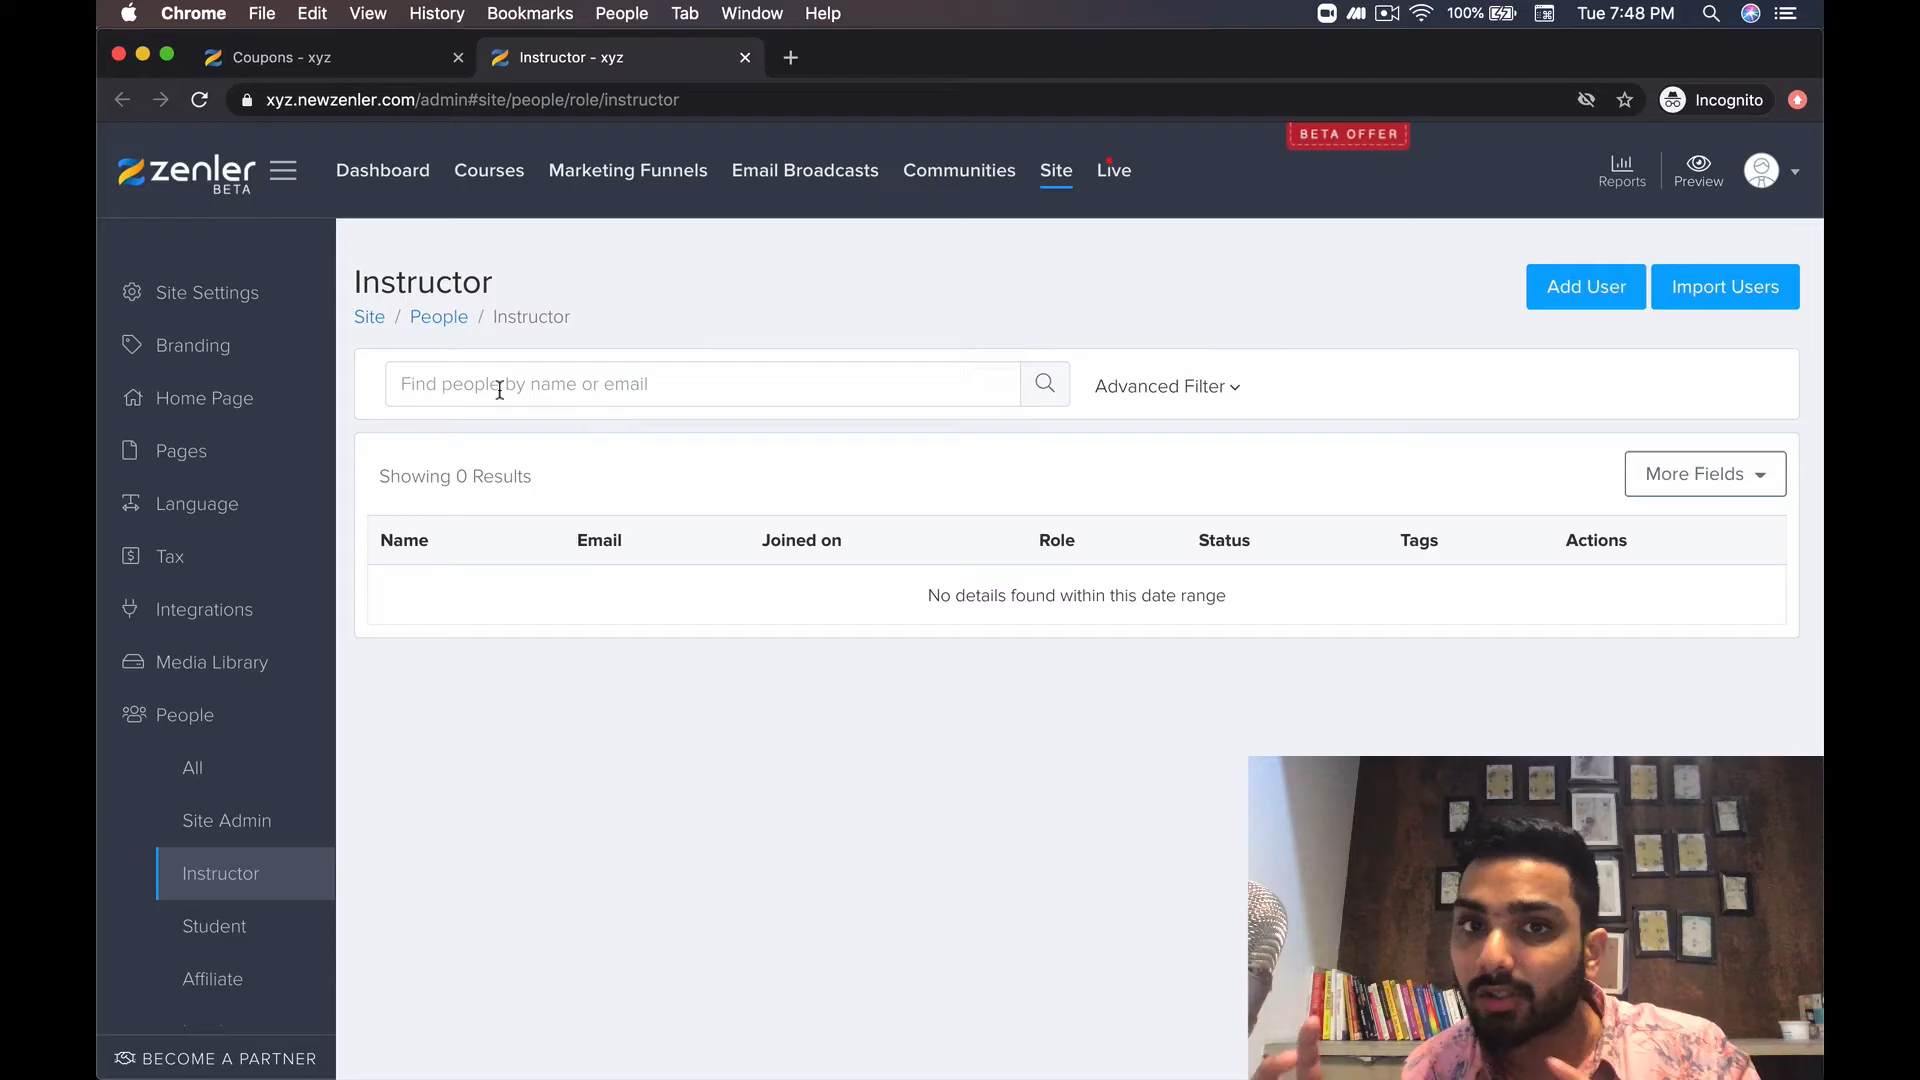 Chrome File Edit View History Bookmarks People Tab Window Help 100% Tue 7:48 PM
Coupons - xyz Instructor - xyz
xyz.newzenler.com/admin#site/people/role/instructor Incognito
BETA OFFER
zenler BETA Dashboard Courses Marketing Funnels Email Broadcasts Communities Site Live Reports Preview
Instructor
Site / People / Instructor
Add User Import Users
Site Settings
Branding
Home Page
Pages
Language
Tax
Integrations
Media Library
People
All
Site Admin
Instructor
Student
Affiliate
BECOME A PARTNER
Find people by name or email Advanced Filter
Showing 0 Results More Fields
Name Email Joined on Role Status Tags Actions
No details found within this date range